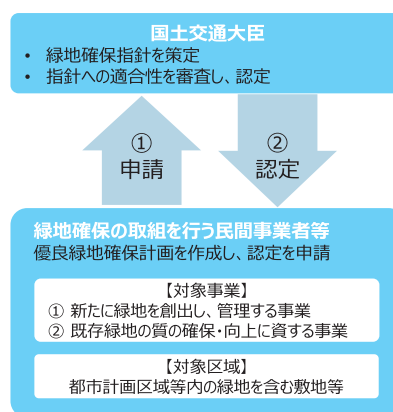 国土交通大臣
• 緑地確保指針を策定
• 指針への適合性を審査し、認定
①
申請
②
認定
緑地確保の取組を行う民間事業者等
優良緑地確保計画を作成し、認定を申請
【対象事業】
① 新たに緑地を創出し、管理する事業
② 既存緑地の質の確保・向上に資する事業
【対象区域】
都市計画区域等内の緑地を含む敷地等